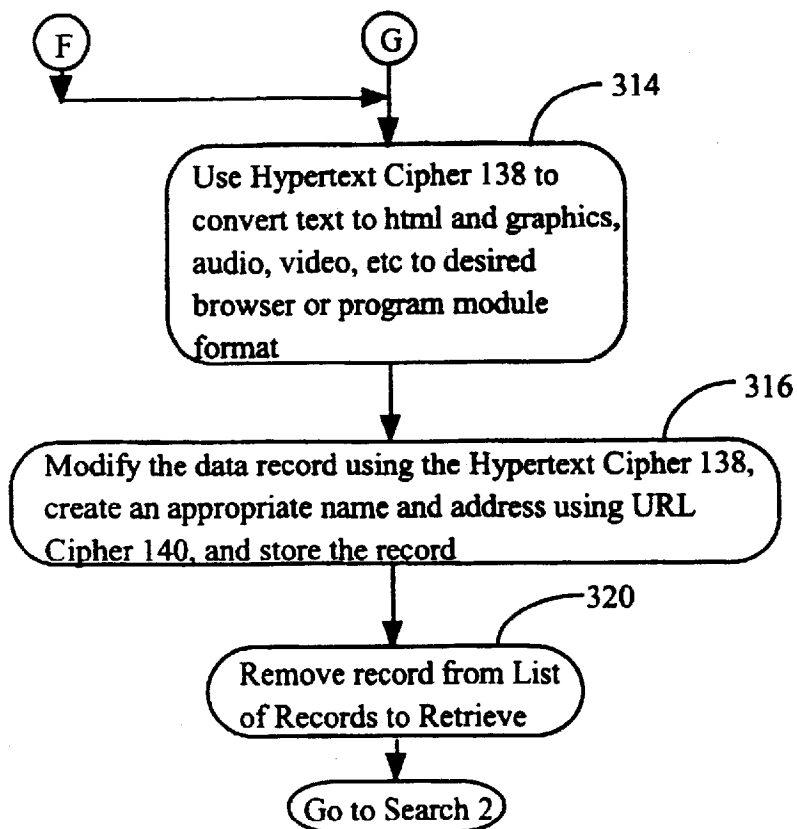 F
G
314
Use Hypertext Cipher 138 to
convert text to html and graphics,
audio, video, etc to desired
browser or program module
format
316
Modify the data record using the Hypertext Cipher 138,
create an appropriate name and address using URL
Cipher 140, and store the record
320
Remove record from List
of Records to Retrieve
Go to Search 2